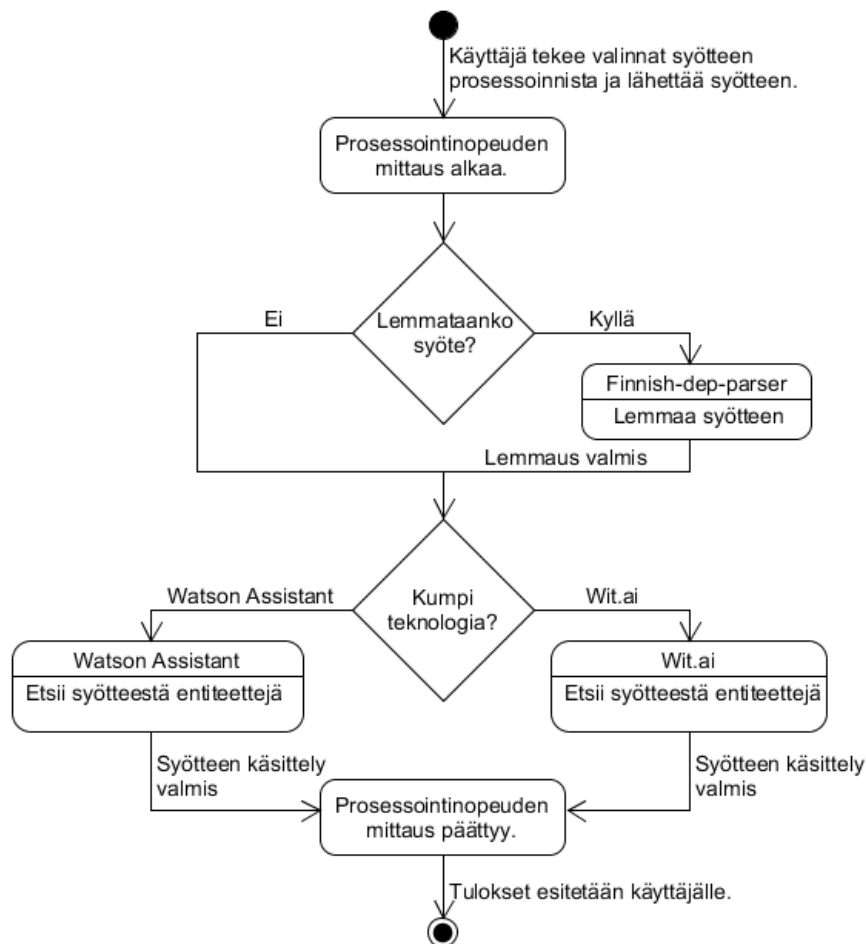 Käyttäjä tekee valinnat syötteen
prosessoinnista ja lähettää syötteen.
Prosessointinopeuden
mittaus alkaa.
Ei
Lemmataanko
syöte?
Kyllä
Finnish-dep-parser
Lemmaa syötteen
Lemmaus valmis
Watson Assistant
Kumpi
teknologia?
Wit.ai
Watson Assistant
Etsii syötteestä entiteettejä
Wit.ai
Etsii syötteestä entiteettejä
Syötteen käsittely
valmis
Syötteen käsittely
valmis
Prosessointinopeuden
mittaus päättyy.
Tulokset esitetään käyttäjälle.